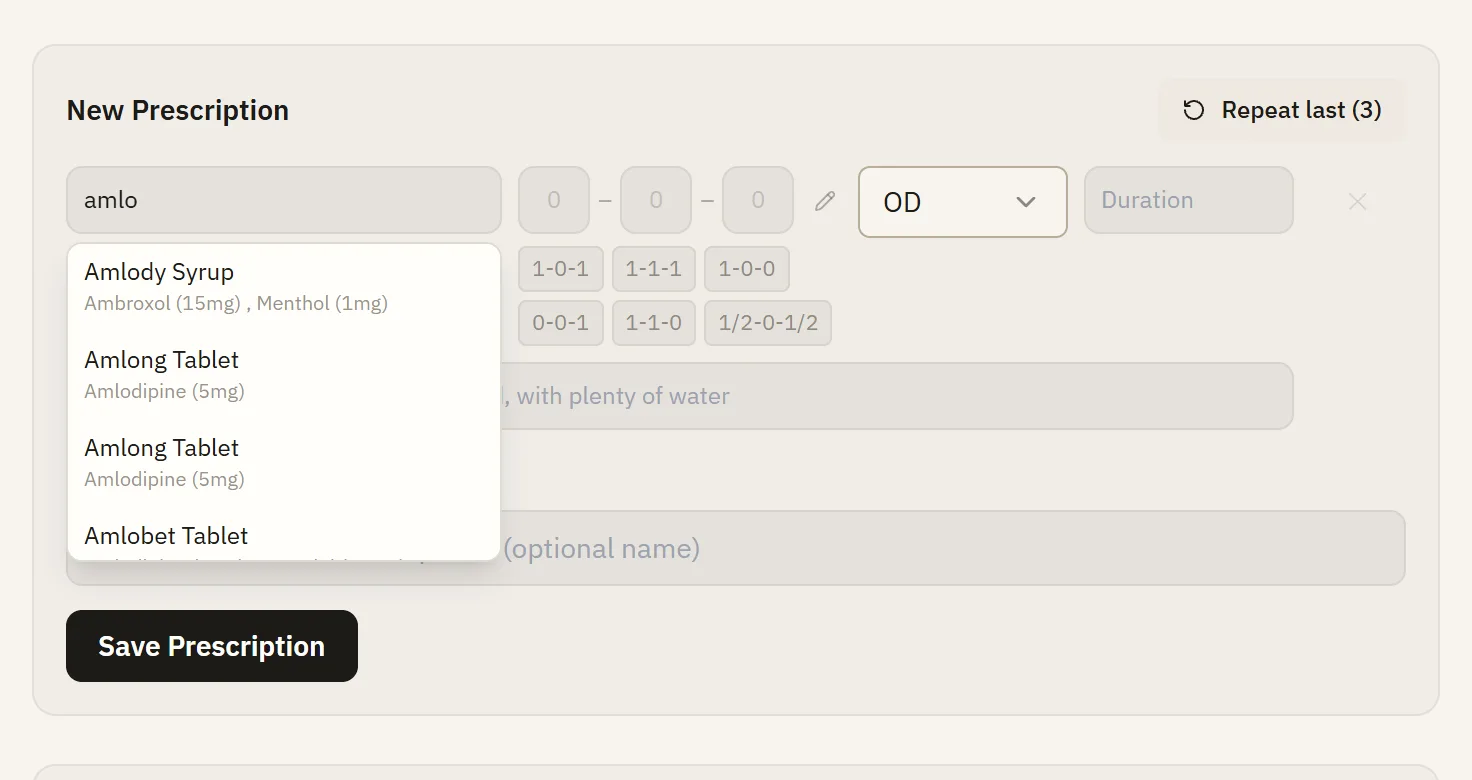 New Prescription
Repeat last (3)
amlo
0 – 0 – 0
OD
Duration
Amlody Syrup
Ambroxol (15mg) , Menthol (1mg)
Amlong Tablet
Amlodipine (5mg)
Amlong Tablet
Amlodipine (5mg)
Amlobet Tablet
1-0-1
1-1-1
1-0-0
0-0-1
1-1-0
1/2-0-1/2
, with plenty of water
(optional name)
Save Prescription